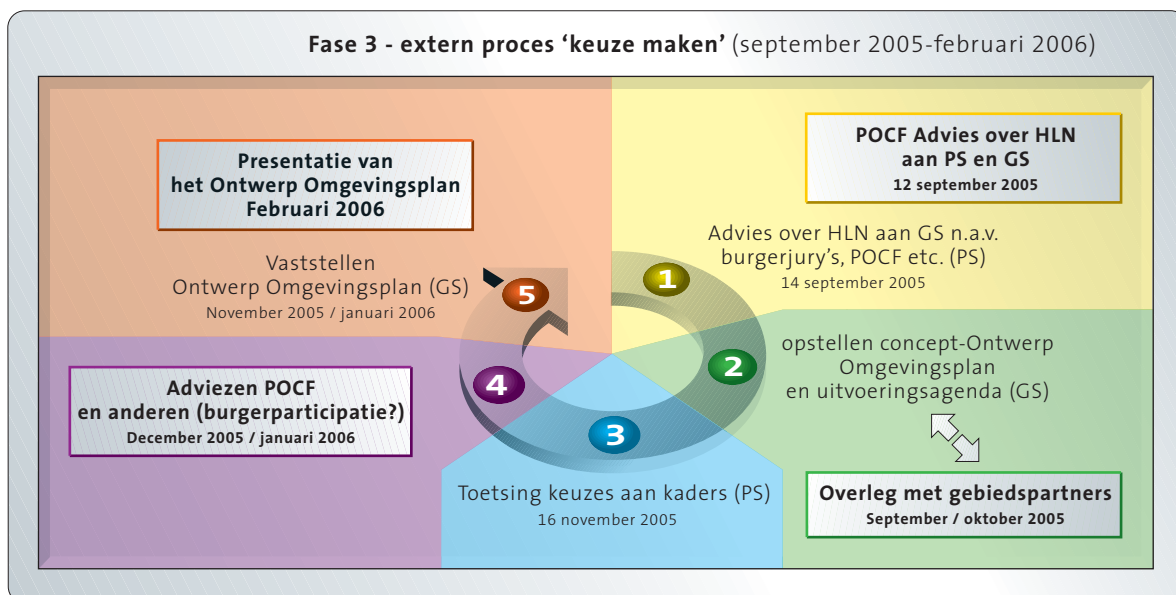 Fase 3 - extern proces ‘keuze maken’ (september 2005-februari 2006)
POCF Advies over HLN
aan PS en GS
12 september 2005
Advies over HLN aan GS n.a.v.
burgerjury’s, POCF etc. (PS)
14 september 2005
1
2
opstellen concept-Ontwerp
Omgevingsplan
en uitvoeringsagenda (GS)
Overleg met gebiedspartners
September / oktober 2005
3
Toetsing keuzes aan kaders (PS)
16 november 2005
4
Adviezen POCF
en anderen (burgerparticipatie?)
December 2005 / januari 2006
5
Vaststellen
Ontwerp Omgevingsplan (GS)
November 2005 / januari 2006
Presentatie van
het Ontwerp Omgevingsplan
Februari 2006